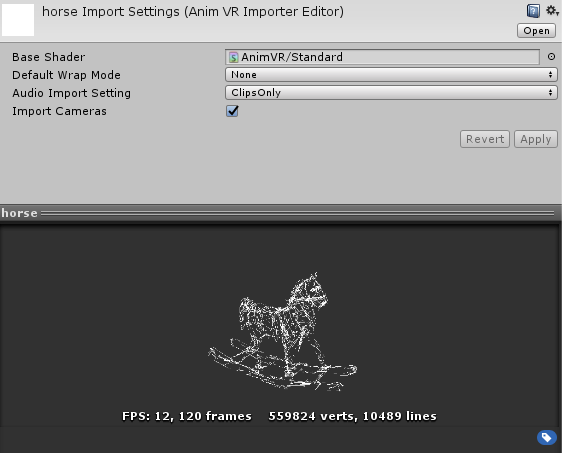 horse Import Settings (Anim VR Importer Editor)
Open
Base Shader AnimVR/Standard
Default Wrap Mode None
Audio Import Setting ClipsOnly
Import Cameras
Revert Apply
horse
FPS: 12, 120 frames 559824 verts, 10489 lines